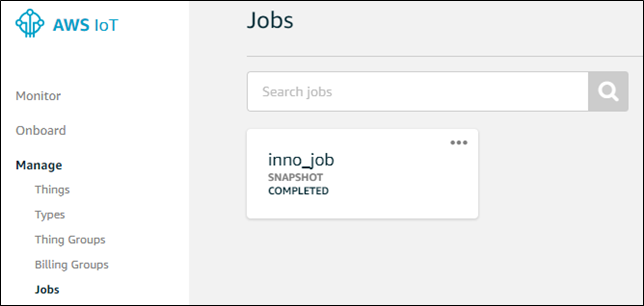 AWS IoT
Monitor
Onboard
Manage
Things
Types
Thing Groups
Billing Groups
Jobs
Jobs
Search jobs
inno_job
SNAPSHOT
COMPLETED